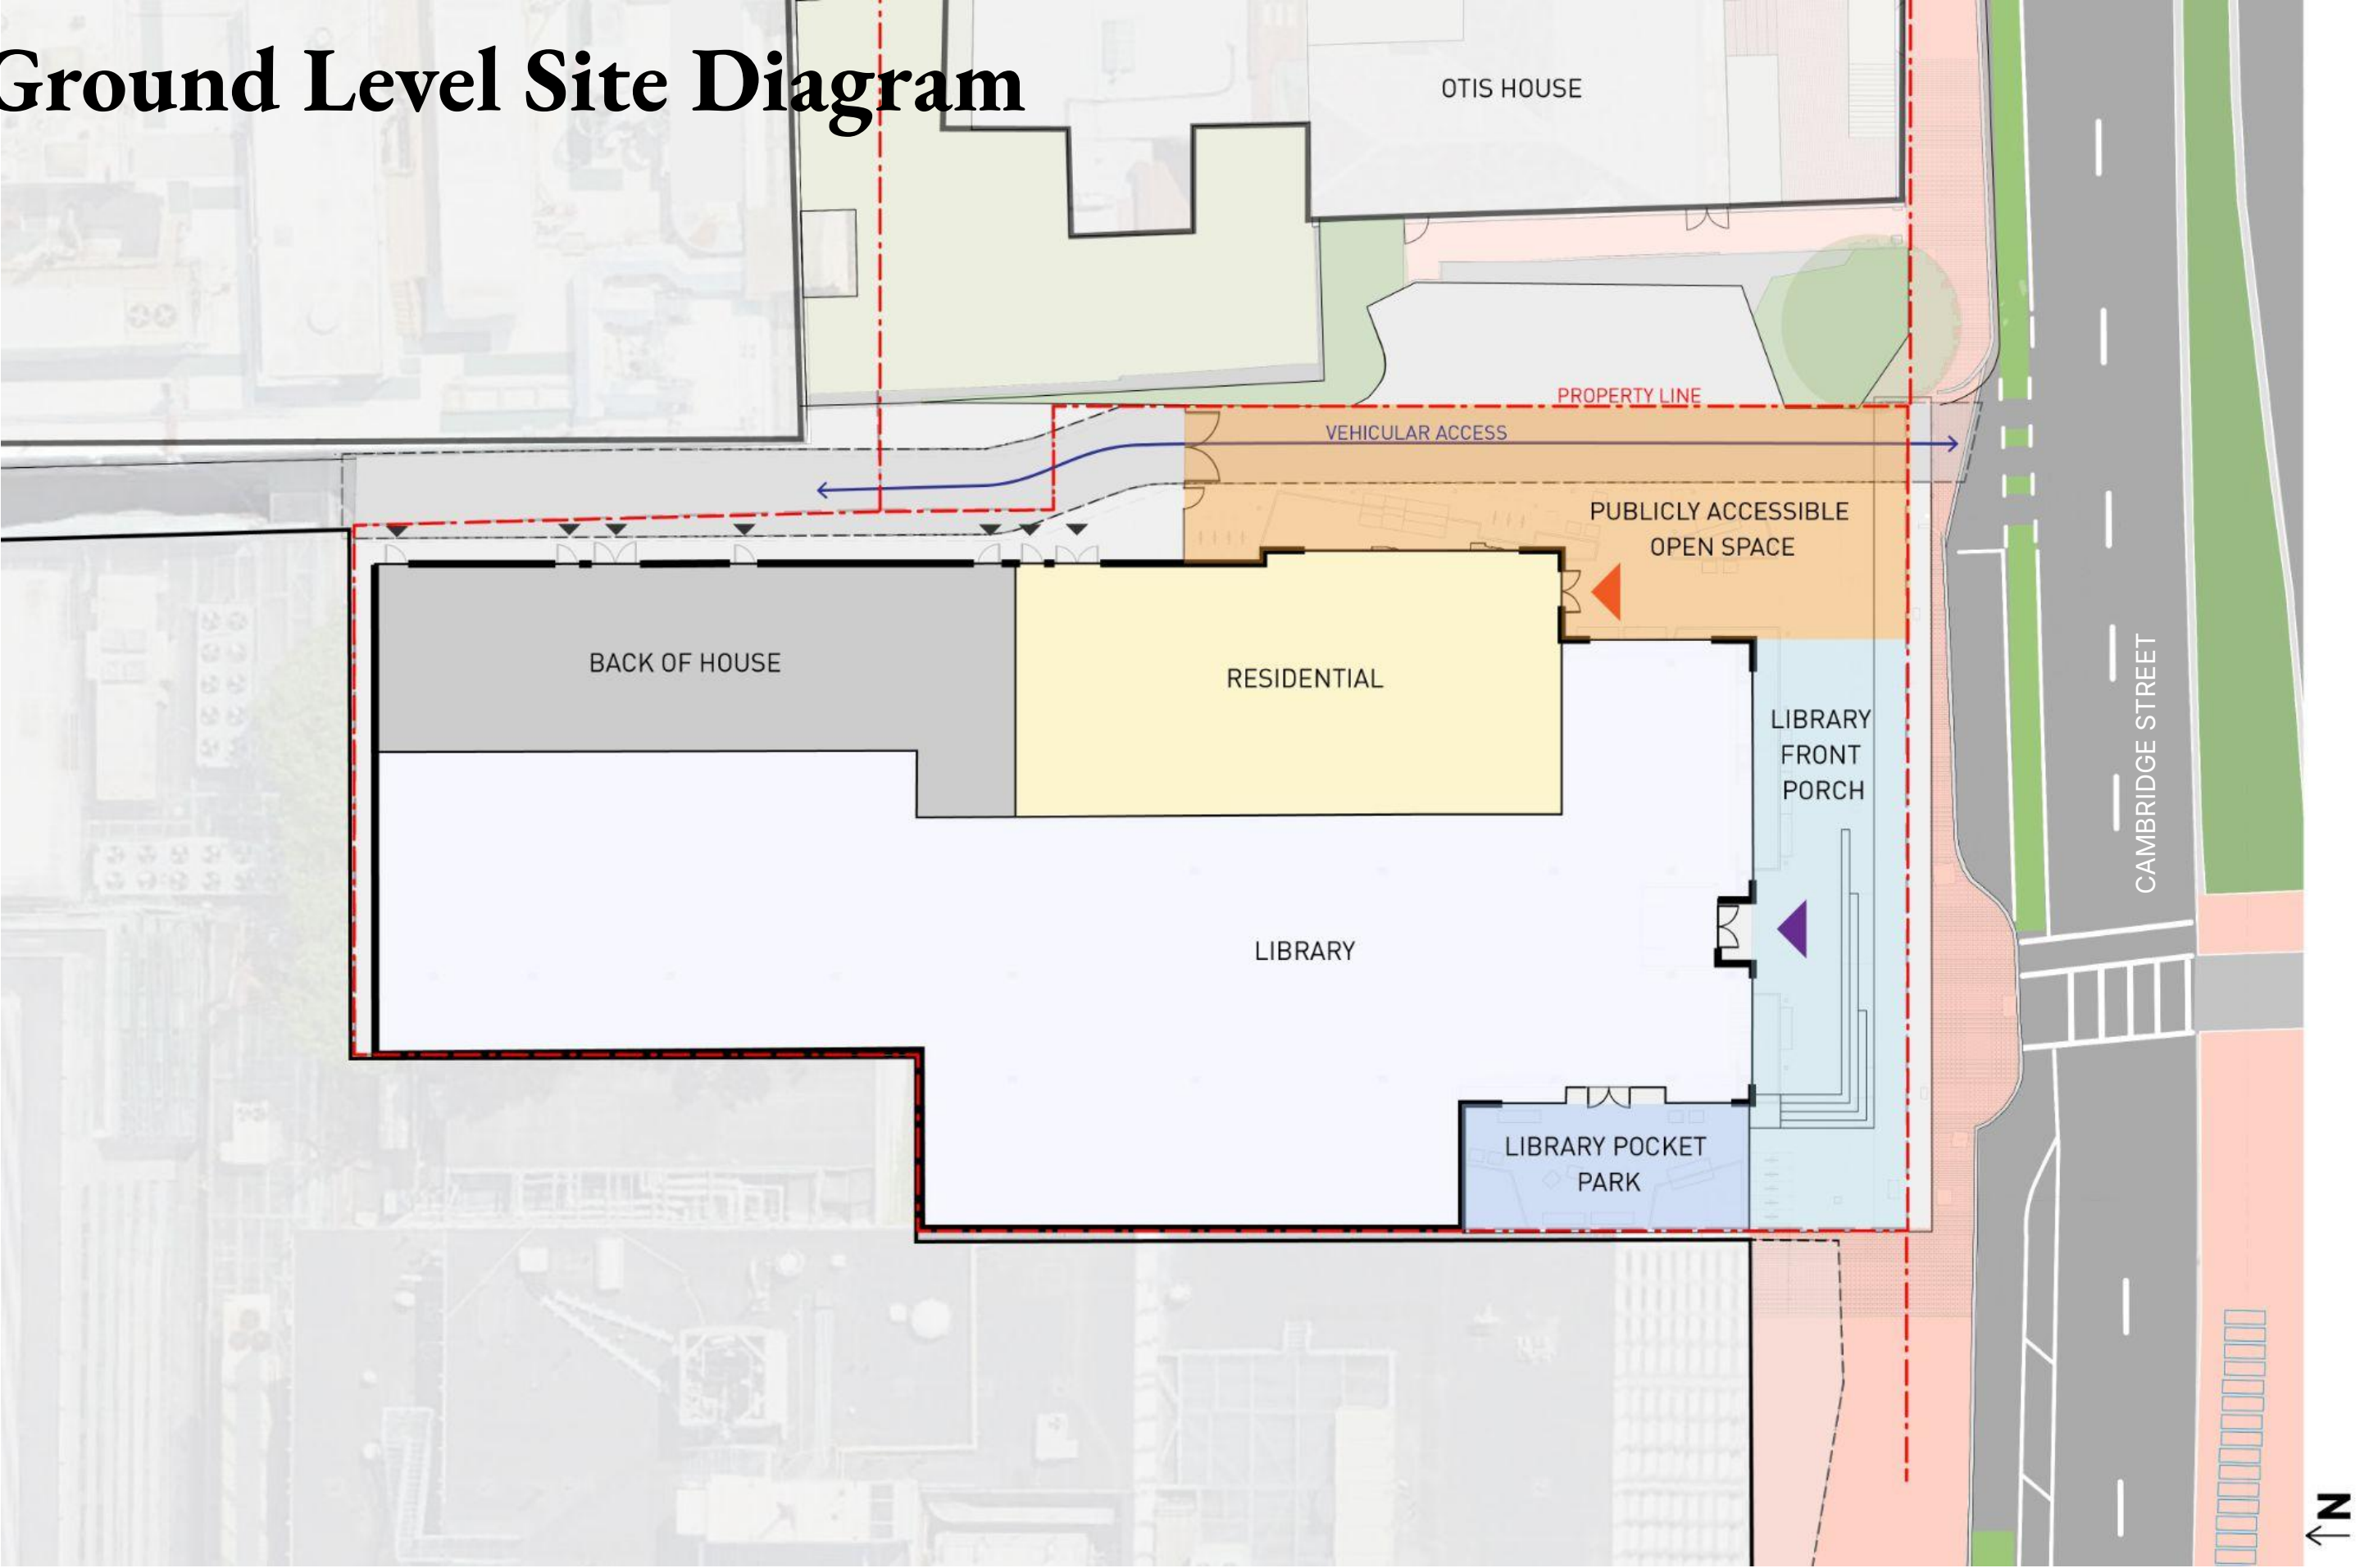 Ground Level Site Diagram
OTIS HOUSE
PROPERTY LINE
VEHICULAR ACCESS
PUBLICLY ACCESSIBLE
OPEN SPACE
BACK OF HOUSE
RESIDENTIAL
LIBRARY
FRONT
PORCH
CAMBRIDGE STREET
LIBRARY
LIBRARY POCKET
PARK
N